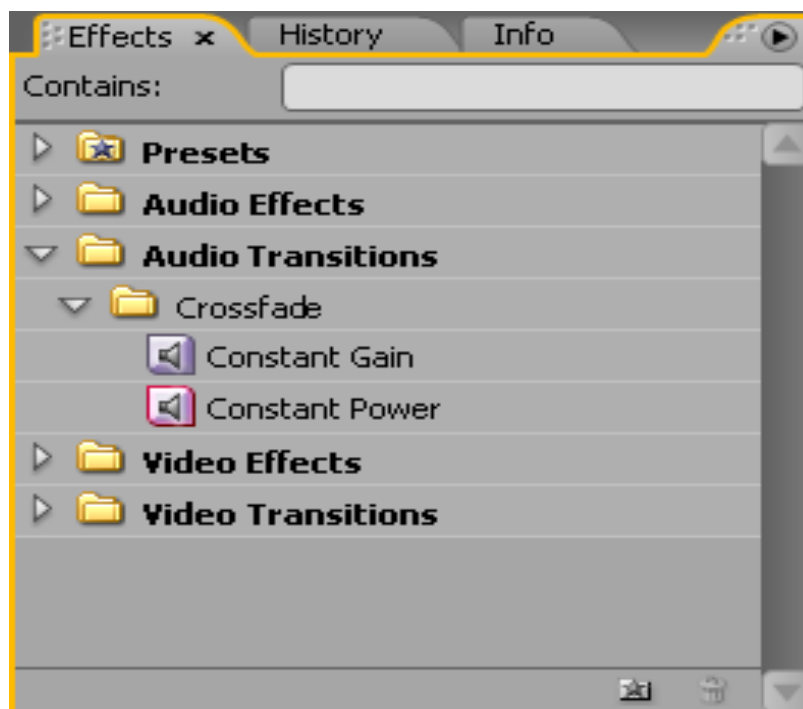 Effects x History Info
Contains:
Presets
Audio Effects
Audio Transitions
Crossfade
Constant Gain
Constant Power
Video Effects
Video Transitions